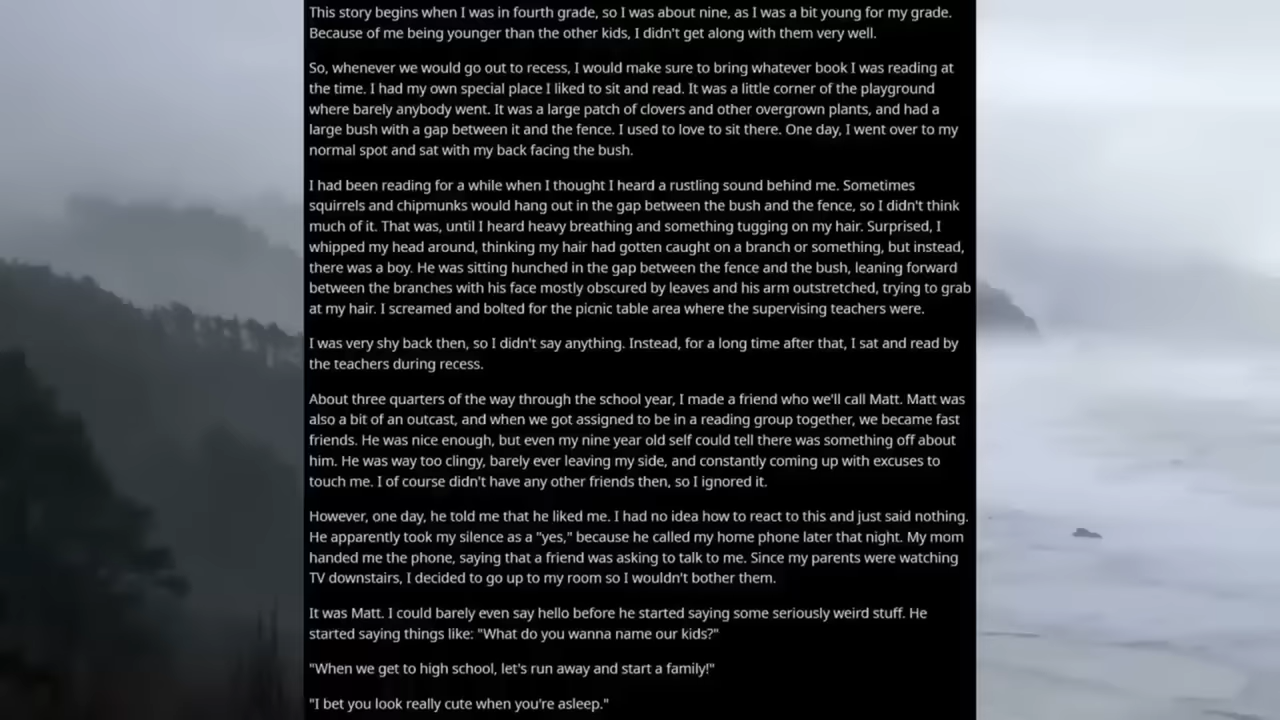 This story begins when I was in fourth grade, so I was about nine, as I was a bit young for my grade.
Because of me being younger than the other kids, I didn't get along with them very well.
So, whenever we would go out to recess, I would make sure to bring whatever book I was reading at
the time. I had my own special place I liked to sit and read. It was a little corner of the playground
where barely anybody went. It was a large patch of clovers and other overgrown plants, and had a
large bush with a gap between it and the fence. I used to love to sit there. One day, I went over to my
normal spot and sat with my back facing the bush.
I had been reading for a while when I thought I heard a rustling sound behind me. Sometimes
squirrels and chipmunks would hang out in the gap between the bush and the fence, so I didn't think
much of it. That was, until I heard heavy breathing and something tugging on my hair. Surprised, I
whipped my head around, thinking my hair had gotten caught on a branch or something, but instead,
there was a boy. He was sitting hunched in the gap between the fence and the bush, leaning forward
between the branches with his face mostly obscured by leaves and his arm outstretched, trying to grab
at my hair. I screamed and bolted for the picnic table area where the supervising teachers were.
I was very shy back then, so I didn't say anything. Instead, for a long time after that, I sat and read by
the teachers during recess.
About three quarters of the way through the school year, I made a friend who we'll call Matt. Matt was
also a bit of an outcast, and when we got assigned to be in a reading group together, we became fast
friends. He was nice enough, but even my nine year old self could tell there was something off about
him. He was way too clingy, barely ever leaving my side, and constantly coming up with excuses to
touch me. I of course didn't have any other friends then, so I ignored it.
However, one day, he told me that he liked me. I had no idea how to react to this and just said nothing.
He apparently took my silence as a "yes," because he called my home phone later that night. My mom
handed me the phone, saying that a friend was asking to talk to me. Since my parents were watching
TV downstairs, I decided to go up to my room so I wouldn't bother them.
It was Matt. I could barely even say hello before he started saying some seriously weird stuff. He
started saying things like: "What do you wanna name our kids?"
"When we get to high school, let's run away and start a family!"
"I bet you look really cute when you're asleep."